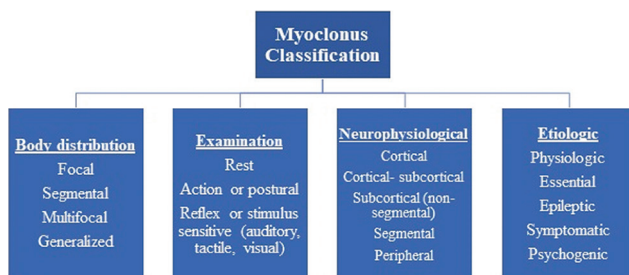 Myoclonus
Classification
Body distribution
Focal
Segmental
Multifocal
Generalized
Examination
Rest
Action or postural
Reflex or stimulus
sensitive (auditory,
tactile, visual)
Neurophysiological
Cortical
Cortical- subcortical
Subcortical (non-
segmental)
Segmental
Peripheral
Etiologic
Physiologic
Essential
Epileptic
Symptomatic
Psychogenic